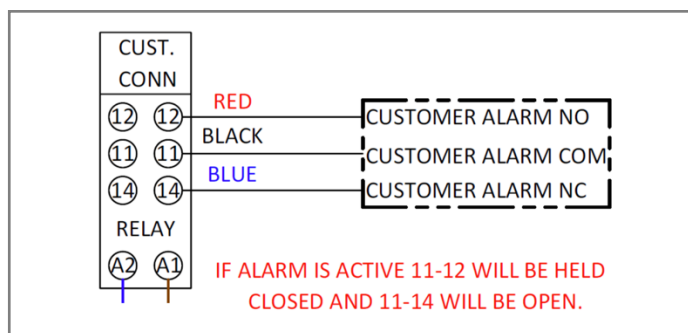 CUST.
CONN
RED
12 12 CUSTOMER ALARM NO
BLACK
11 11 CUSTOMER ALARM COM
BLUE
14 14 CUSTOMER ALARM NC
RELAY
A2 A1
IF ALARM IS ACTIVE 11-12 WILL BE HELD
CLOSED AND 11-14 WILL BE OPEN.